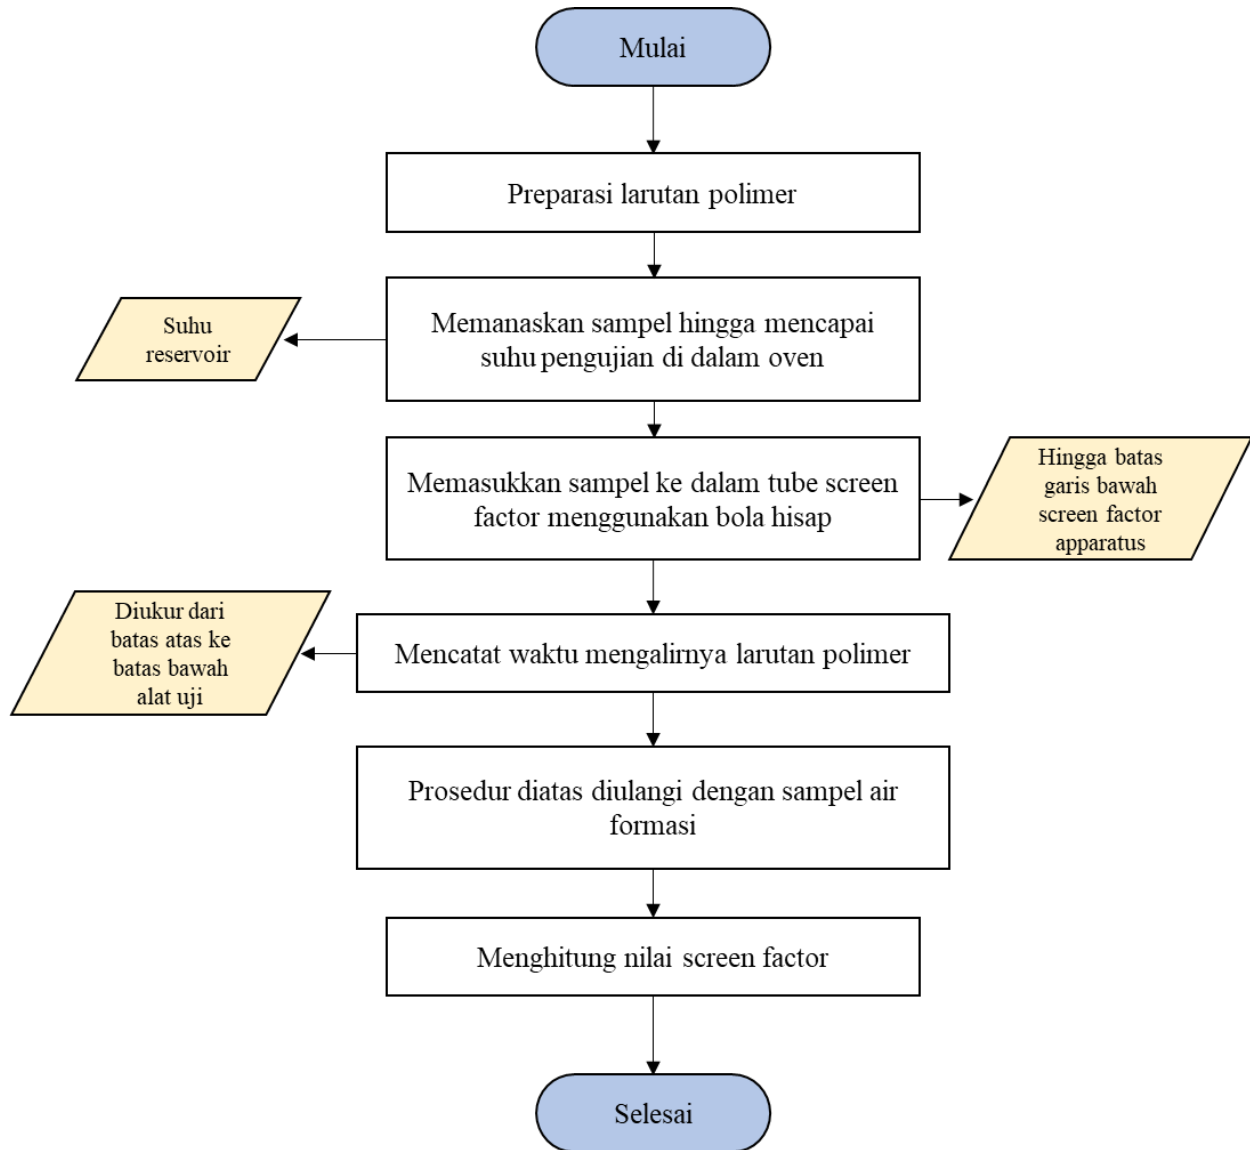 Mulai
Preparasi larutan polimer
Memanaskan sampel hingga mencapai
suhu pengujian di dalam oven
Suhu
reservoir
Memasukkan sampel ke dalam tube screen
factor menggunakan bola hisap
Hingga batas
garis bawah
screen factor
apparatus
Mencatat waktu mengalirnya larutan polimer
Diukur dari
batas atas ke
batas bawah
alat uji
Prosedur diatas diulangi dengan sampel air
formasi
Menghitung nilai screen factor
Selesai